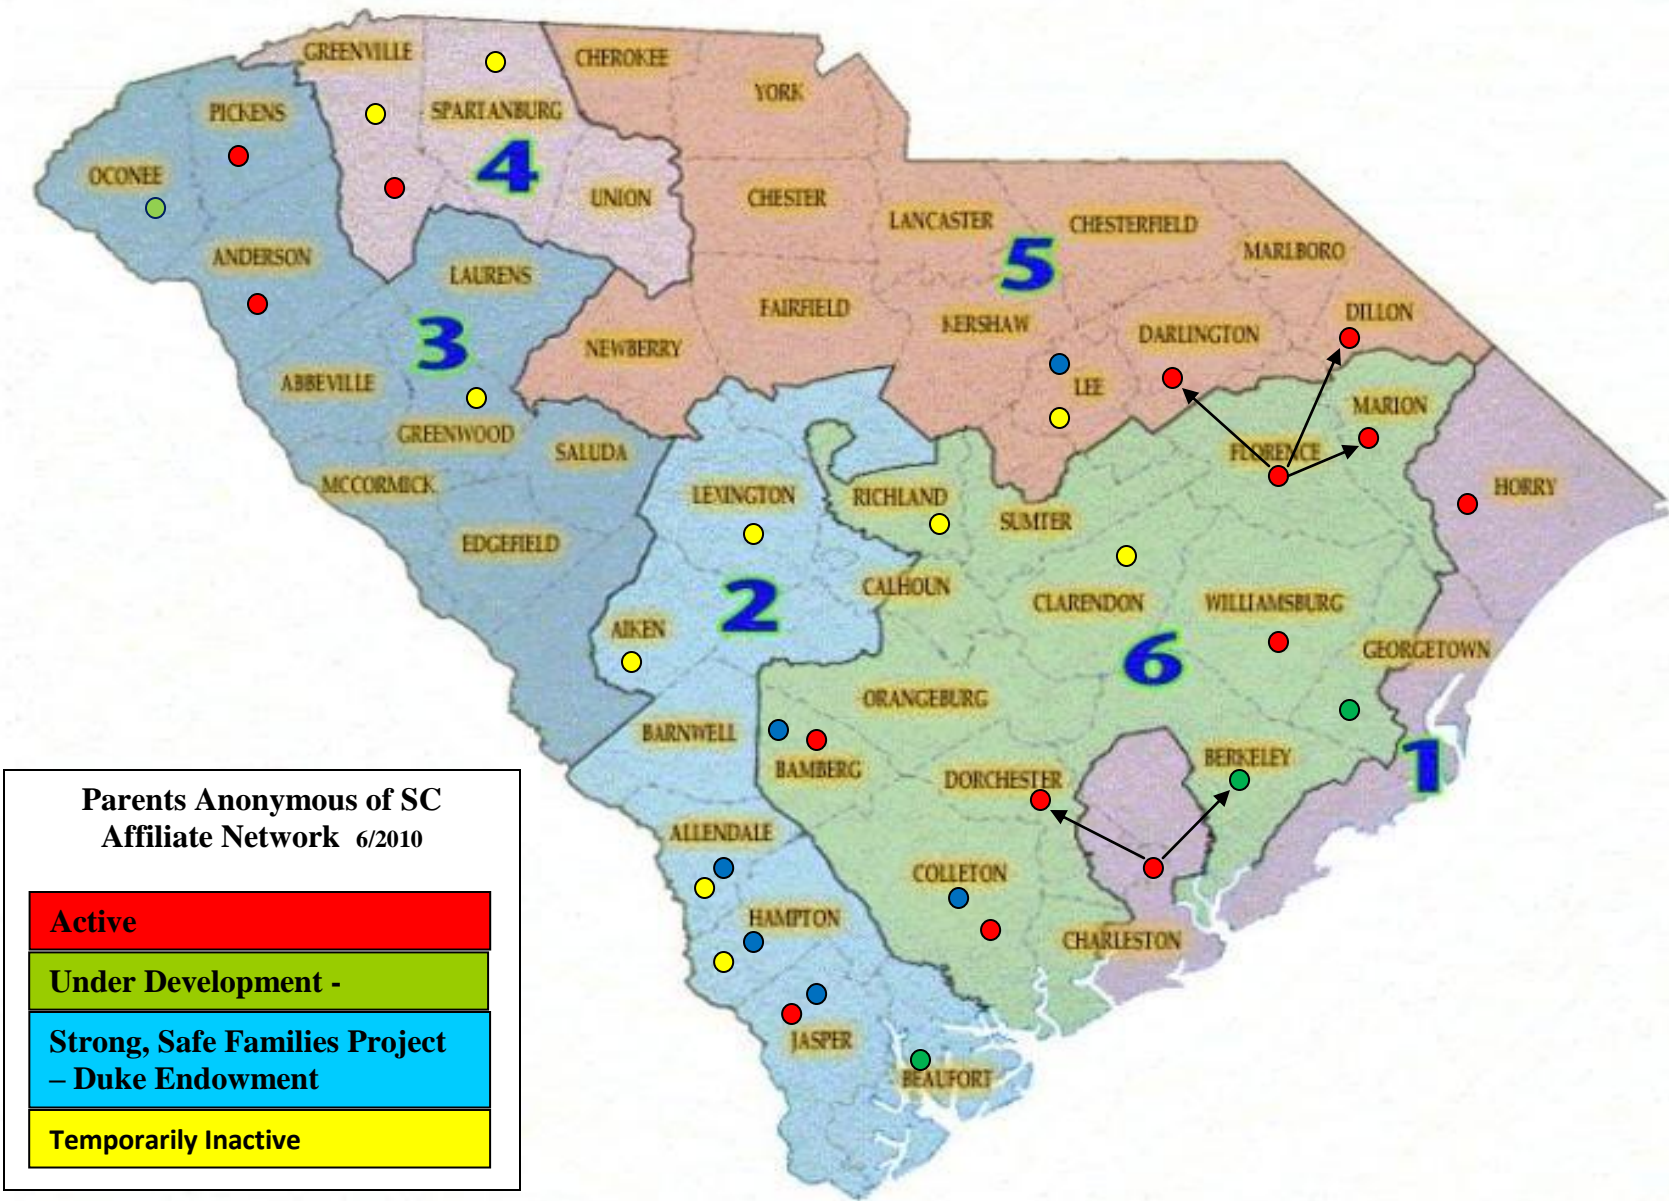 GREENVILLE
CHEROKEE
YORK
PICKENS
SPARTANBURG
4
OCONEE
UNION
CHESTER
LANCASTER
CHESTERFIELD
5
MARLBORO
ANDERSON
LAURENS
FAIRFIELD
KERSHAW
DILLON
DARLINGTON
3
NEWBERRY
ABBEVILLE
LEE
MARION
GREENWOOD
SALUDA
FLORENCE
MCCORMICK
LEXINGTON
RICHLAND
HORRY
SUMTER
EDGEFIELD
CALHOUN
2
CLARENDON
WILLIAMSBURG
AIKEN
6
GEORGETOWN
ORANGEBURG
BARNWELL
BAMBERG
DORCHESTER
BERKELEY
1
ALLENDALE
COLLETON
HAMPTON
CHARLESTON
JASPER
BEAUFORT
Parents Anonymous of SC
Affiliate Network 6/2010
Active
Under Development -
Strong, Safe Families Project
– Duke Endowment
Temporarily Inactive